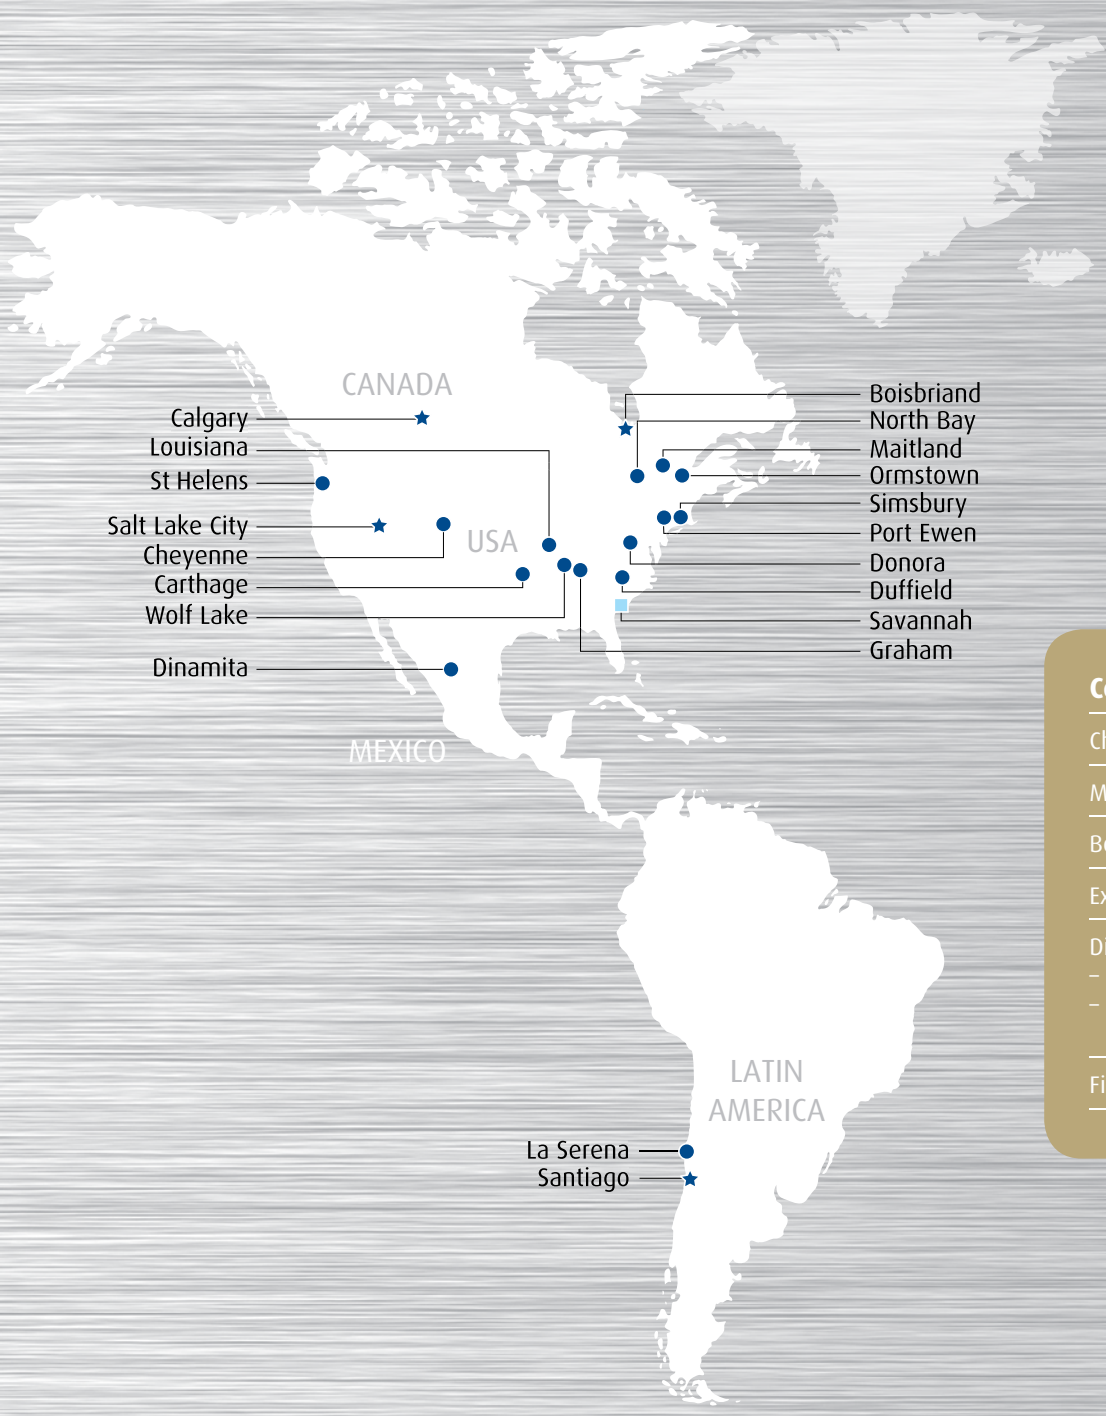 CANADA
Calgary
Louisiana
St Helens
Salt Lake City
Cheyenne
USA
Carthage
Wolf Lake
Dinamita
MEXICO
Boisbriand
North Bay
Maitland
Ormstown
Simsbury
Port Ewen
Donora
Duffield
Savannah
Graham
LATIN
AMERICA
La Serena
Santiago